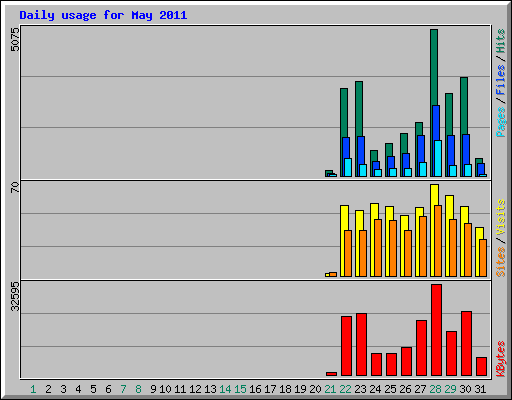 Daily usage for May 2011
5075
Pages / Files / Hits
70
Sites / Visits
32595
KBytes
1 2 3 4 5 6 7 8 9 10 11 12 13 14 15 16 17 18 19 20 21 22 23 24 25 26 27 28 29 30 31